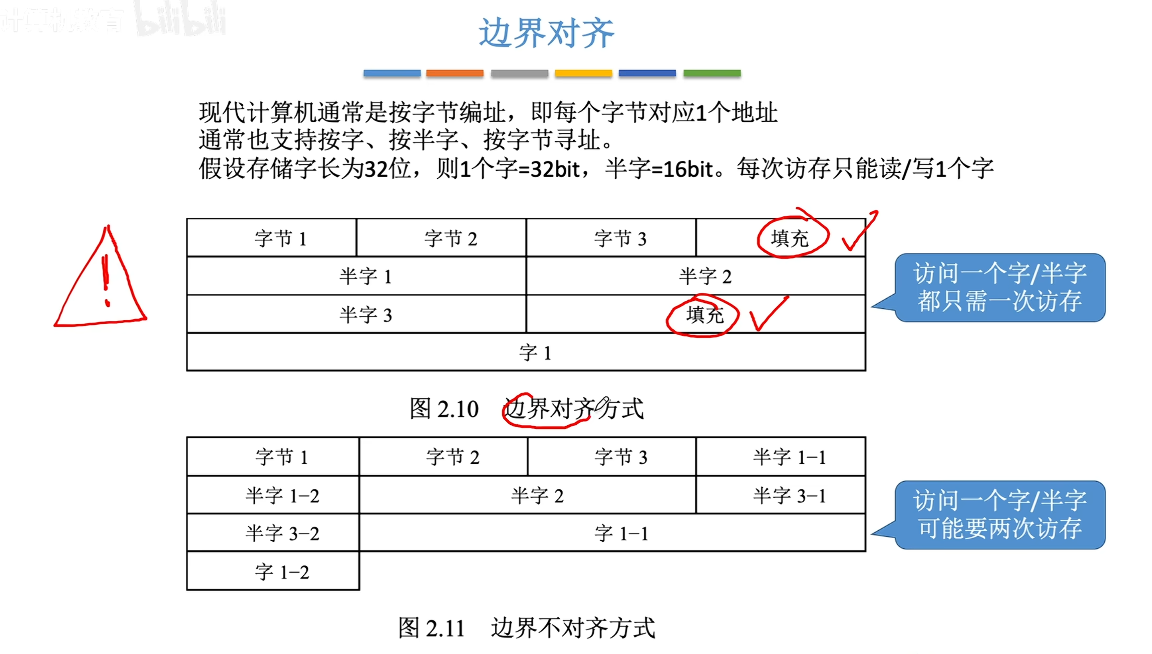 bilibili
边界对齐
现代计算机通常是按字节编址，即每个字节对应1个地址
通常也支持按字、按半字、按字节寻址。
假设存储字长为32位，则1个字=32bit，半字=16bit。每次访存只能读/写1个字
字节 1 字节 2 字节 3 填充
半字 1 半字 2
半字 3 填充
字 1
访问一个字/半字
都只需一次访存
图 2.10 边界对齐方式
字节 1 字节 2 字节 3 半字 1−1
半字 1−2 半字 2 半字 3−1
半字 3−2 字 1−1
字 1−2
访问一个字/半字
可能要两次访存
图 2.11 边界不对齐方式